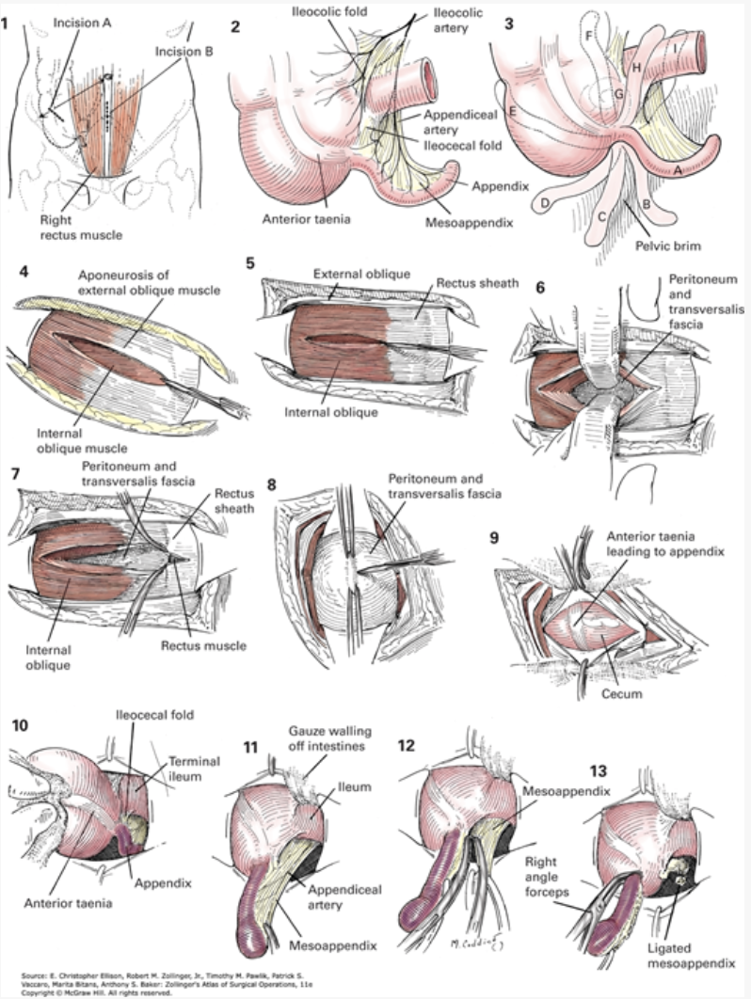 1
Incision A
Incision B
Right
rectus muscle
2
Ileocolic fold
Ileocolic
artery
Appendiceal
artery
Ileocecal fold
Appendix
Anterior taenia
Mesoappendix
3
F
I
H
G
E
A
D
C
B
Pelvic brim
4
Aponeurosis of
external oblique muscle
Internal
oblique muscle
5
External oblique
Rectus sheath
Internal oblique
6
Peritoneum
and
transversalis
fascia
7
Peritoneum and
transversalis fascia
Rectus
sheath
Internal
oblique
Rectus muscle
8
Peritoneum and
transversalis fascia
9
Anterior taenia
leading to appendix
Cecum
10
Ileocecal fold
Terminal
ileum
Anterior taenia
Appendix
11
Gauze walling
off intestines
Ileum
Appendiceal
artery
Mesoappendix
12
Mesoappendix
13
Right
angle
forceps
Ligated
mesoappendix
Source: E. Christopher Ellison, Robert M. Zollinger, Jr., Timothy M. Pawlik, Patrick S.
Vaccaro, Marita Bitans, Anthony S. Baker: Zollinger's Atlas of Surgical Operations, 11e
Copyright © McGraw Hill. All rights reserved.